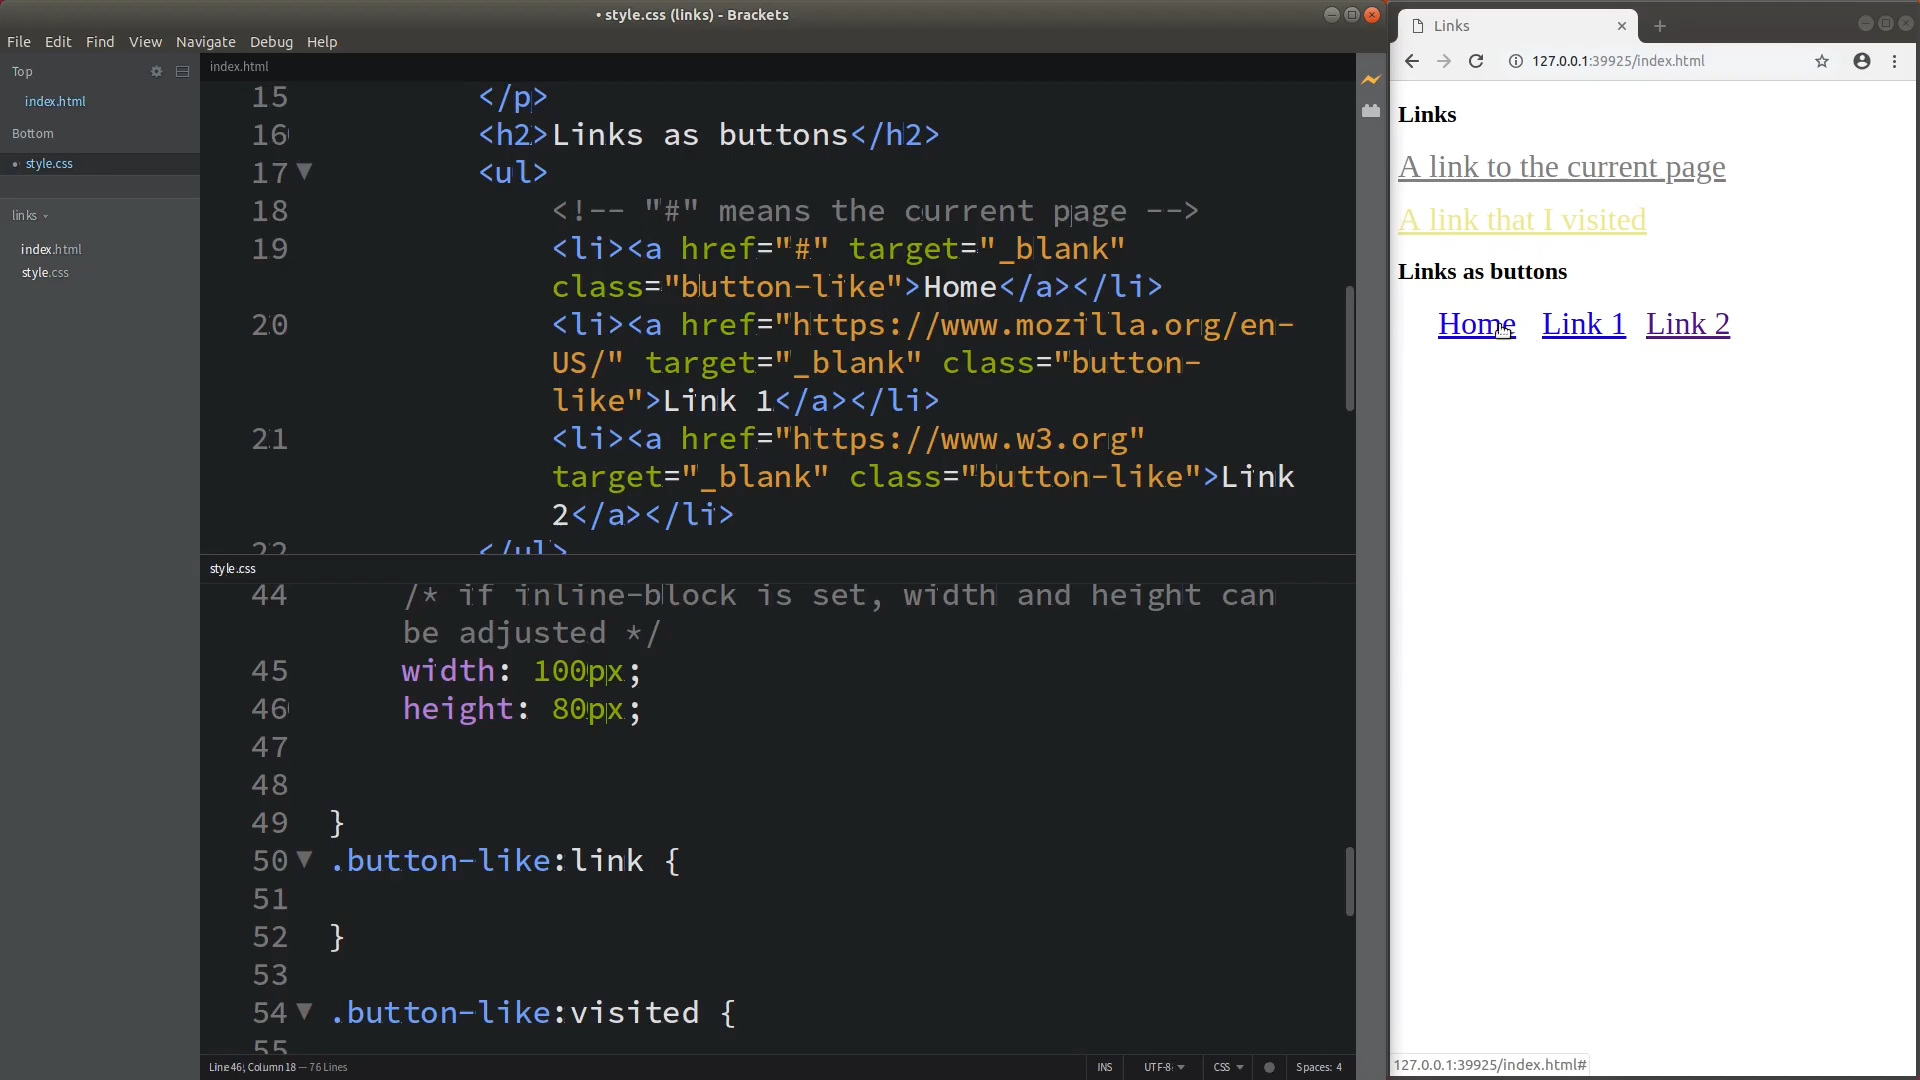 • style.css (links) - Brackets
File Edit Find View Navigate Debug Help
Top
index.html
Bottom
• style.css
links
index.html
style.css
index.html
15 </p>
16 <h2>Links as buttons</h2>
17 <ul>
18 <!-- "#" means the current page -->
19 <li><a href="#" target="_blank"
class="button-like">Home</a></li>
20 <li><a href="https://www.mozilla.org/en-
US/" target="_blank" class="button-
like">Link 1</a></li>
21 <li><a href="https://www.w3.org"
target="_blank" class="button-like">Link
2</a></li>
22 </ul>
style.css
44 /* if inline-block is set, width and height can
be adjusted */
45 width: 100px;
46 height: 80px;
47
48
49 }
50 .button-like:link {
51
52 }
53
54 .button-like:visited {
55
Line 46, Column 18 — 76 Lines
INS UTF-8 CSS Spaces: 4
Links
127.0.0.1:39925/index.html
Links
A link to the current page
A link that I visited
Links as buttons
Home Link 1 Link 2
127.0.0.1:39925/index.html#